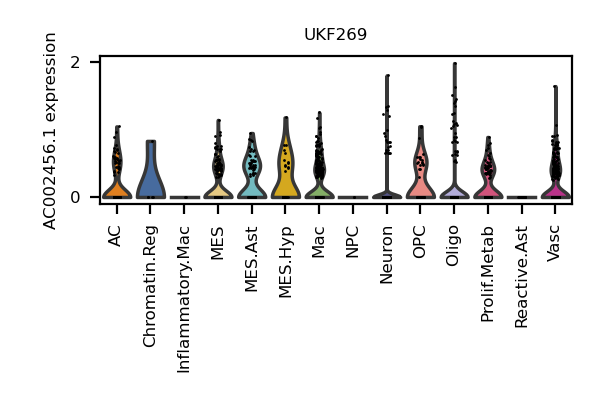 UKF269
AC002456.1 expression
2
0
AC
Chromatin.Reg
Inflammatory.Mac
MES
MES.Ast
MES.Hyp
Mac
NPC
Neuron
OPC
Oligo
Prolif.Metab
Reactive.Ast
Vasc